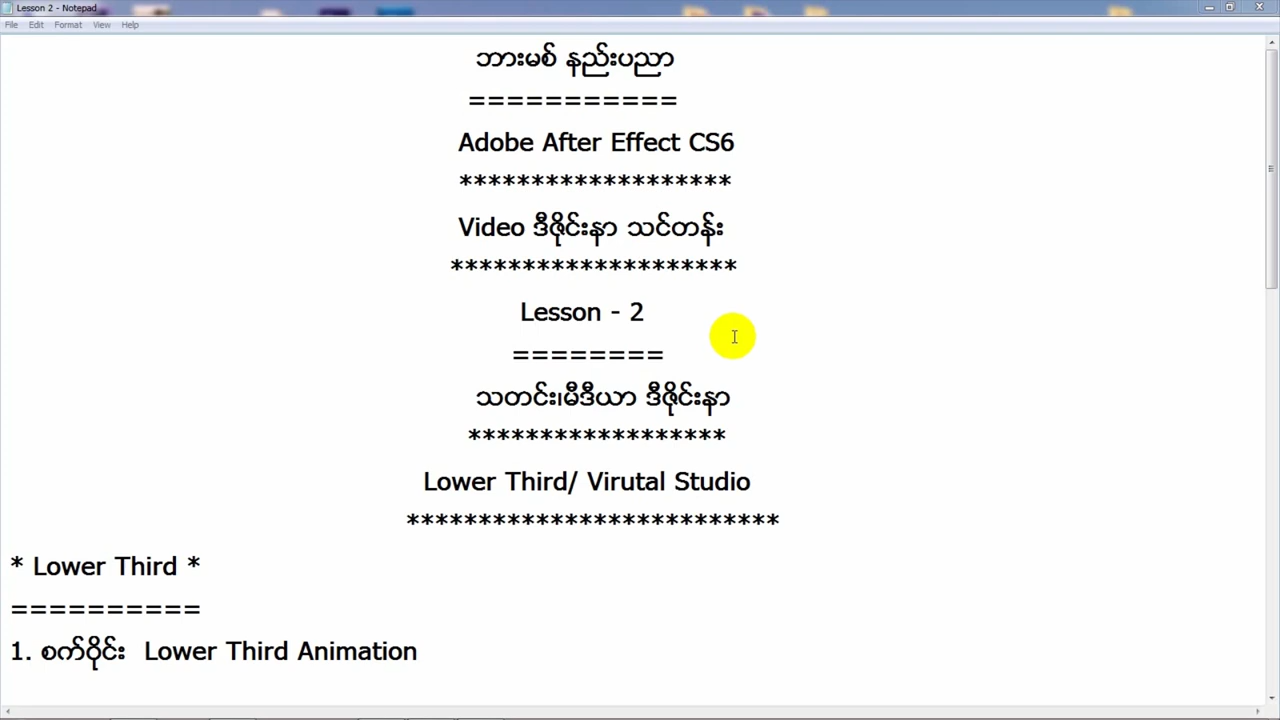 Lesson 2 - Notepad
File Edit Format View Help
ဘားမစ် နည်းပညာ
===========
Adobe After Effect CS6
*******************
Video ဒီဇိုင်းနာ သင်တန်း
********************
Lesson - 2
========
သတင်း၊မီဒီယာ ဒီဇိုင်းနာ
******************
Lower Third/ Virutal Studio
**************************
* Lower Third *
==========
1. စက်ဝိုင်း Lower Third Animation